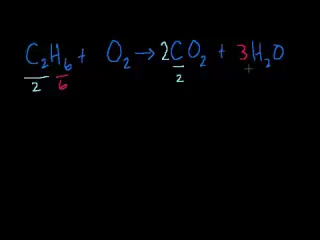 C₂H₆ + O₂ → 2CO₂ + 3H₂O
2 6 2